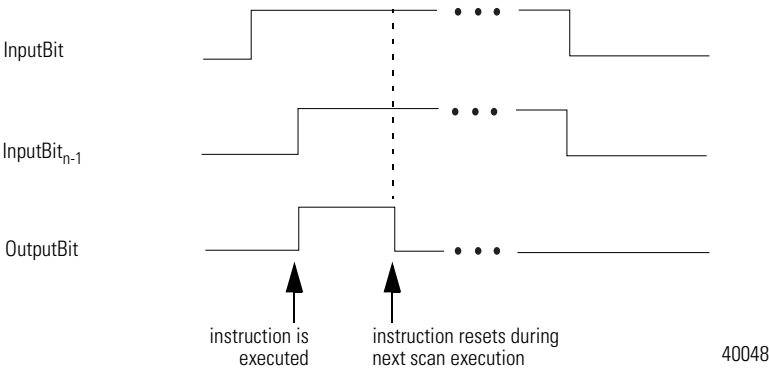 InputBit
InputBitn-1
OutputBit
instruction is
executed
instruction resets during
next scan execution
40048